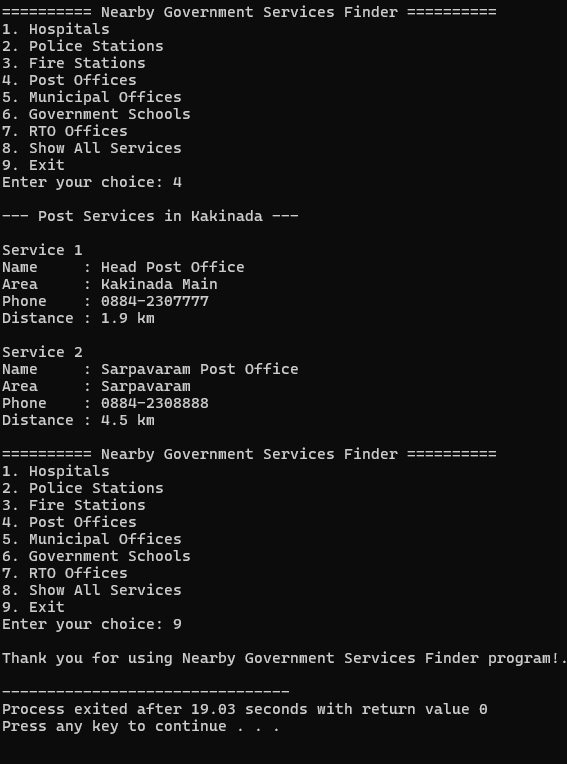 ========== Nearby Government Services Finder ==========
1. Hospitals
2. Police Stations
3. Fire Stations
4. Post Offices
5. Municipal Offices
6. Government Schools
7. RTO Offices
8. Show All Services
9. Exit
Enter your choice: 4
--- Post Services in Kakinada ---
Service 1
Name     : Head Post Office
Area     : Kakinada Main
Phone    : 0884-2307777
Distance : 1.9 km
Service 2
Name     : Sarpavaram Post Office
Area     : Sarpavaram
Phone    : 0884-2308888
Distance : 4.5 km
========== Nearby Government Services Finder ==========
1. Hospitals
2. Police Stations
3. Fire Stations
4. Post Offices
5. Municipal Offices
6. Government Schools
7. RTO Offices
8. Show All Services
9. Exit
Enter your choice: 9
Thank you for using Nearby Government Services Finder program!.
--------------------------------
Process exited after 19.03 seconds with return value 0
Press any key to continue . . .